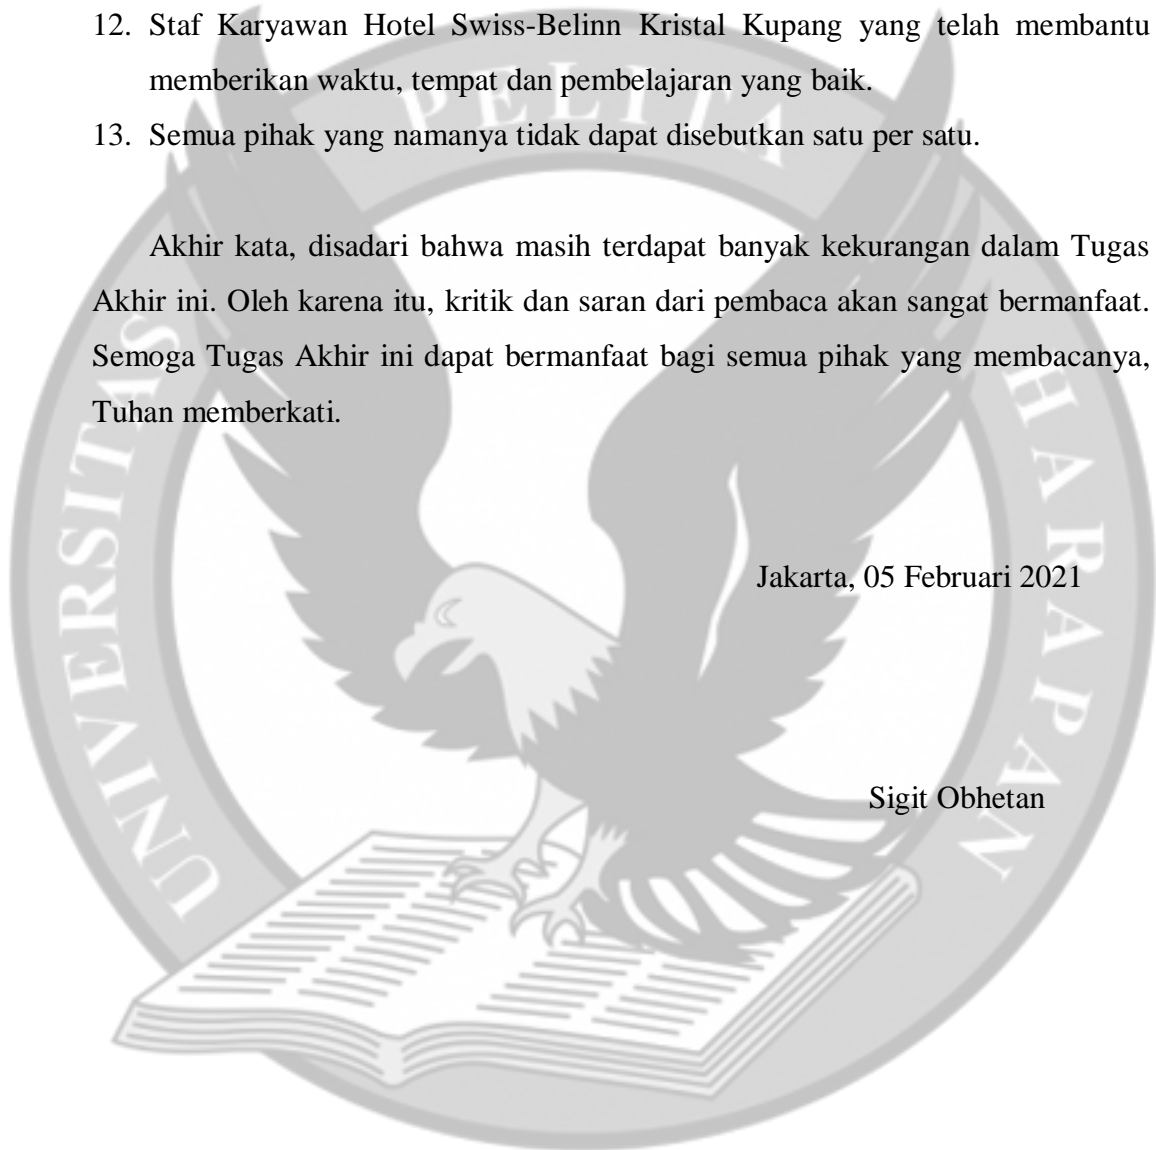 12. Staf Karyawan Hotel Swiss-Belinn Kristal Kupang yang telah membantu
memberikan waktu, tempat dan pembelajaran yang baik.
13. Semua pihak yang namanya tidak dapat disebutkan satu per satu.
Akhir kata, disadari bahwa masih terdapat banyak kekurangan dalam Tugas
Akhir ini. Oleh karena itu, kritik dan saran dari pembaca akan sangat bermanfaat.
Semoga Tugas Akhir ini dapat bermanfaat bagi semua pihak yang membacanya,
Tuhan memberkati.
Jakarta, 05 Februari 2021
Sigit Obhetan
UNIVERSITAS PELITA HARAPAN